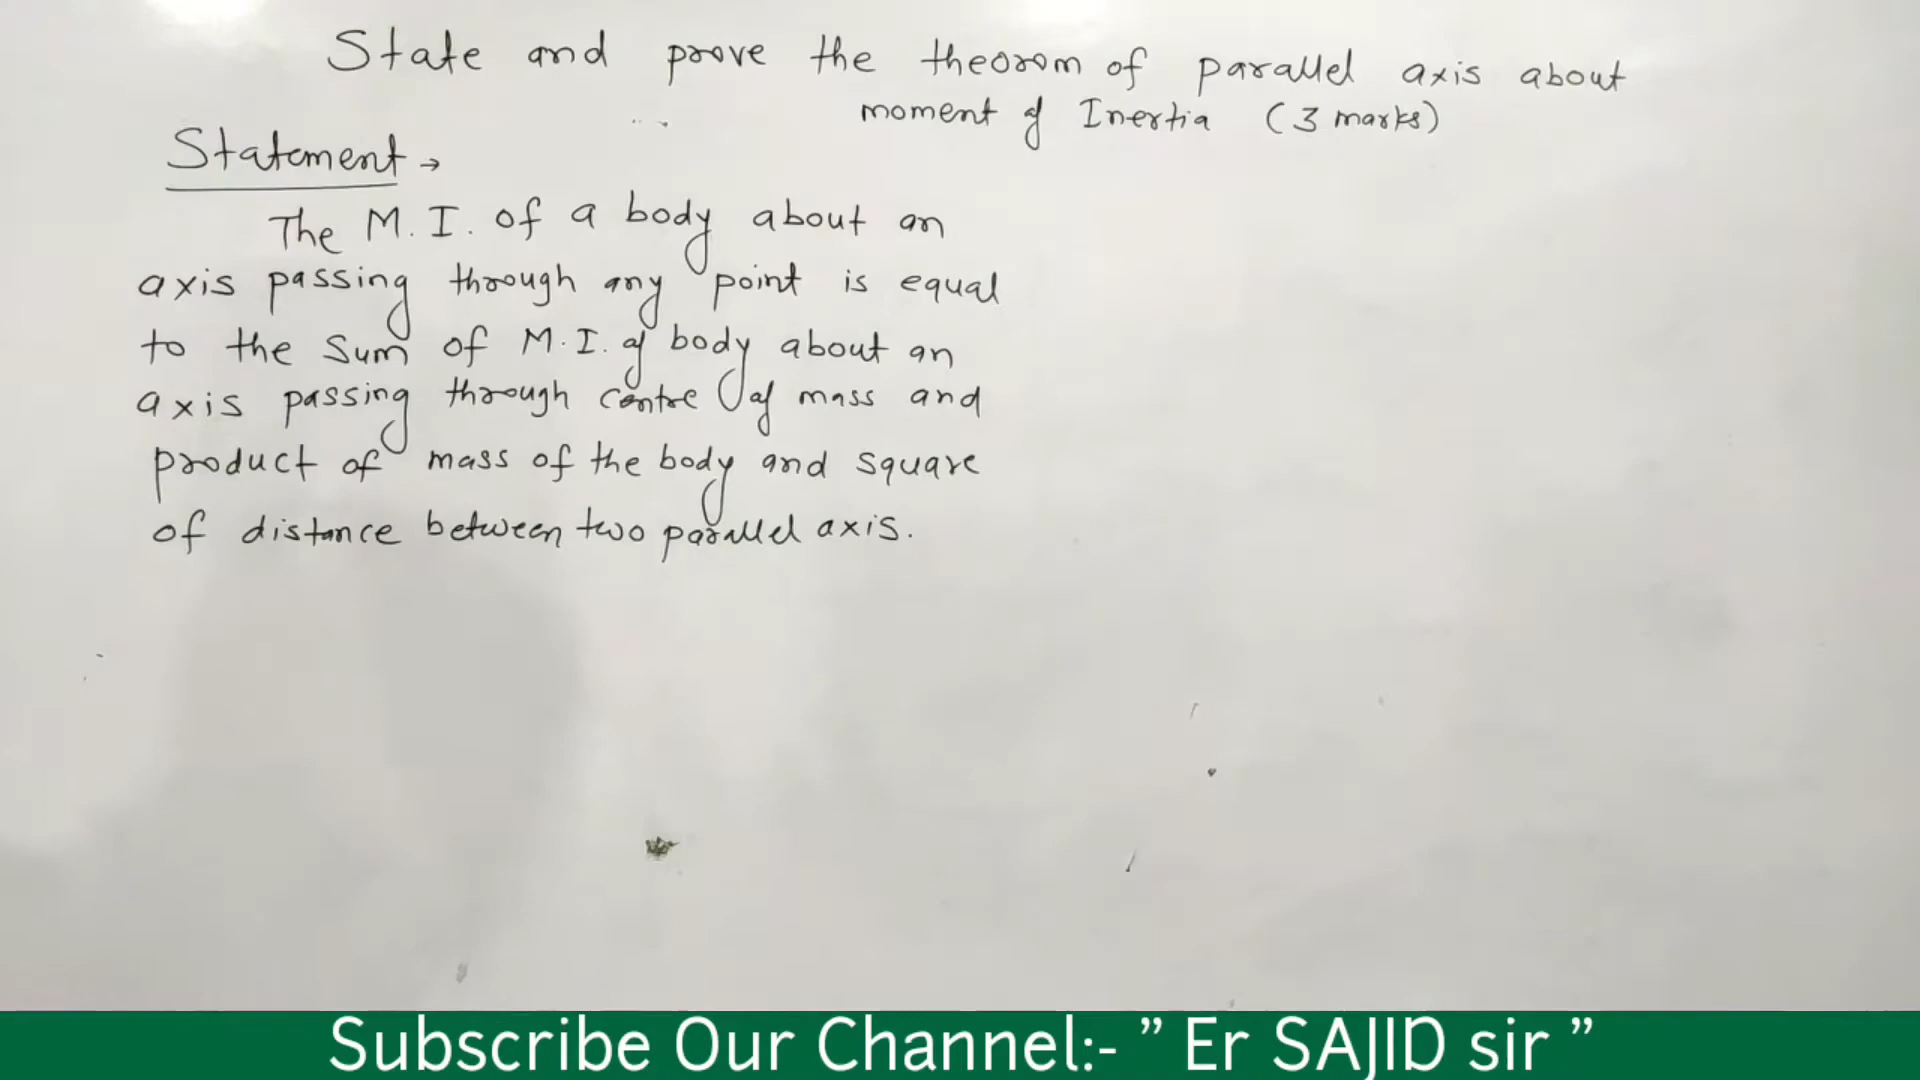 State and prove the theorom of parallel axis about
moment of Inertia (3 marks)
Statement →
The M.I. of a body about an
axis passing through any point is equal
to the sum of M.I. of body about an
axis passing through centre of mass and
product of mass of the body and square
of distance between two parallel axis.
Subscribe Our Channel:- ” Er SAJID sir ”